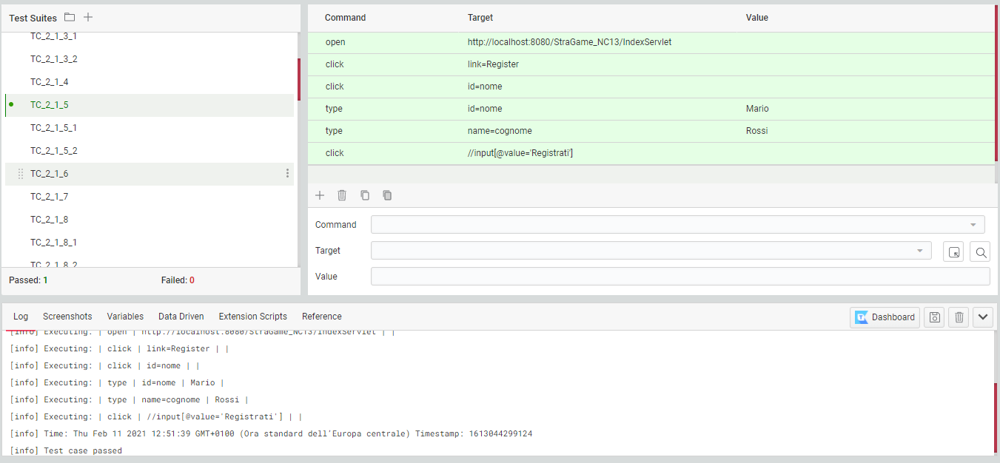 Test Suites
TC_2_1_3_1
TC_2_1_3_2
TC_2_1_4
TC_2_1_5
TC_2_1_5_1
TC_2_1_5_2
TC_2_1_6
TC_2_1_7
TC_2_1_8
TC_2_1_8_1
TC_2_1_8_2
Passed: 1 Failed: 0
Command Target Value
open http://localhost:8080/StraGame_NC13/IndexServlet
click link=Register
click id=nome
type id=nome Mario
type name=cognome Rossi
click //input[@value='Registrati']
Command
Target
Value
Log Screenshots Variables Data Driven Extension Scripts Reference Dashboard
[info] Executing: | open | http://localhost:8080/StraGame_NC13/IndexServlet | |
[info] Executing: | click | link=Register | |
[info] Executing: | click | id=nome | |
[info] Executing: | type | id=nome | Mario |
[info] Executing: | type | name=cognome | Rossi |
[info] Executing: | click | //input[@value='Registrati'] | |
[info] Time: Thu Feb 11 2021 12:51:39 GMT+0100 (Ora standard dell'Europa centrale) Timestamp: 1613044299124
[info] Test case passed